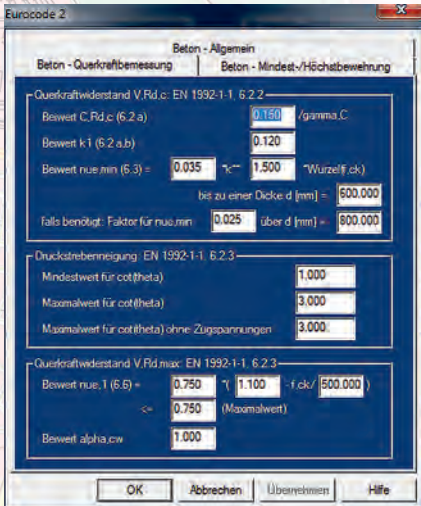 Eurocode 2
Beton - Allgemein
Beton - Querkraftbemessung Beton - Mindest-/Höchstbewehrung
Querkraftwiderstand V,Rd,c: EN 1992-1-1, 6.2.2
Beiwert C,Rd,c (6.2.a) 0.150 /gamma,C
Beiwert k1 (6.2.a,b) 0.120
Beiwert nue,min (6.3) = 0.035 *k** 1.500 *Wurzel(f,ck)
bis zu einer Dicke d [mm] = 600.000
falls benötigt: Faktor für nue,min 0.025 über d [mm] = 800.000
Druckstrebenneigung: EN 1992-1-1, 6.2.3
Mindestwert für cot(theta) 1.000
Maximalwert für cot(theta) 3.000
Maximalwert für cot(theta) ohne Zugspannungen 3.000
Querkraftwiderstand V,Rd,max: EN 1992-1-1, 6.2.3
Beiwert nue,1 (6.6) = 0.750 *( 1.100 - f,ck/ 500.000 )
<= 0.750 (Maximalwert)
Beiwert alpha,cw 1.000
OK Abbrechen Übernehmen Hilfe